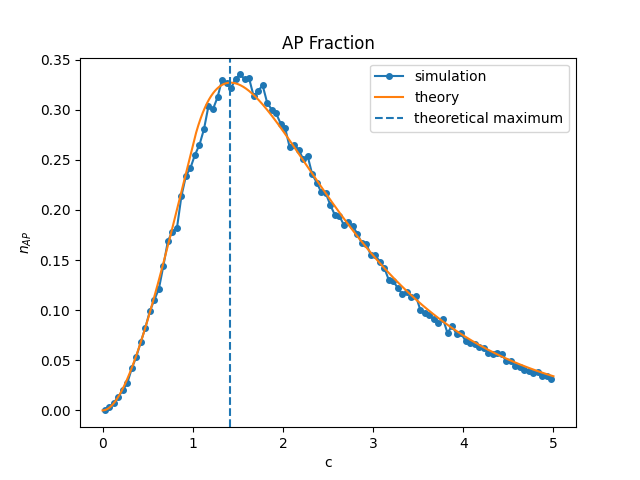 AP Fraction
0.35
0.30
0.25
0.20
0.15
0.10
0.05
0.00
n_AP
simulation
theory
theoretical maximum
0 1 2 3 4 5
c